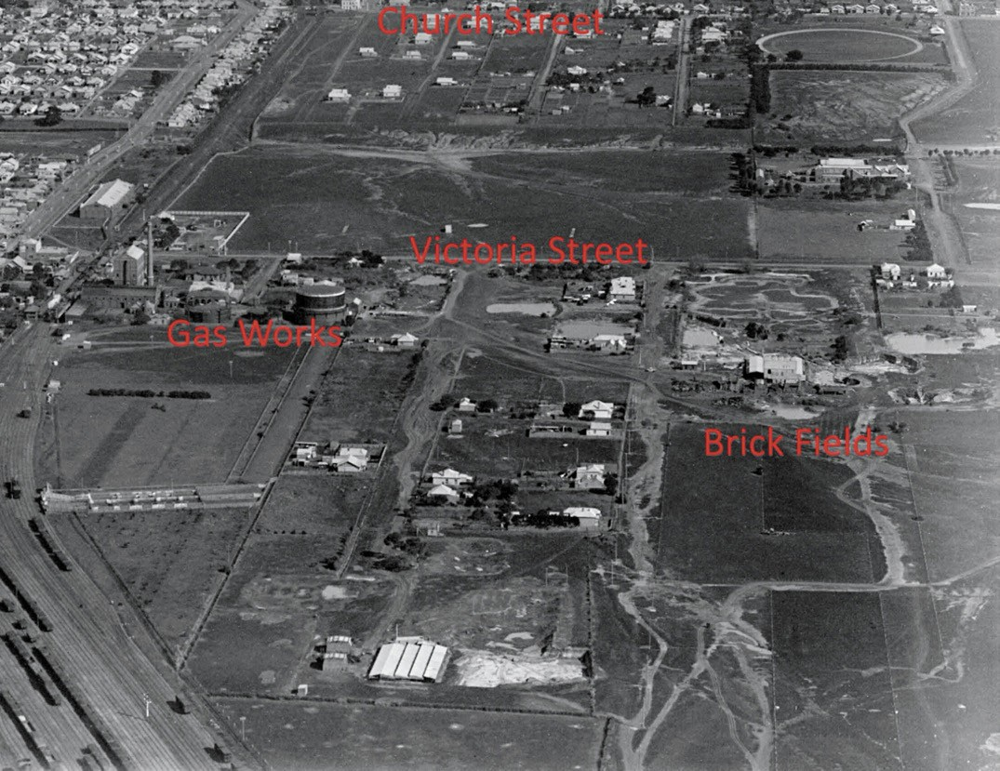 Church Street
Victoria Street
Gas Works
Brick Fields